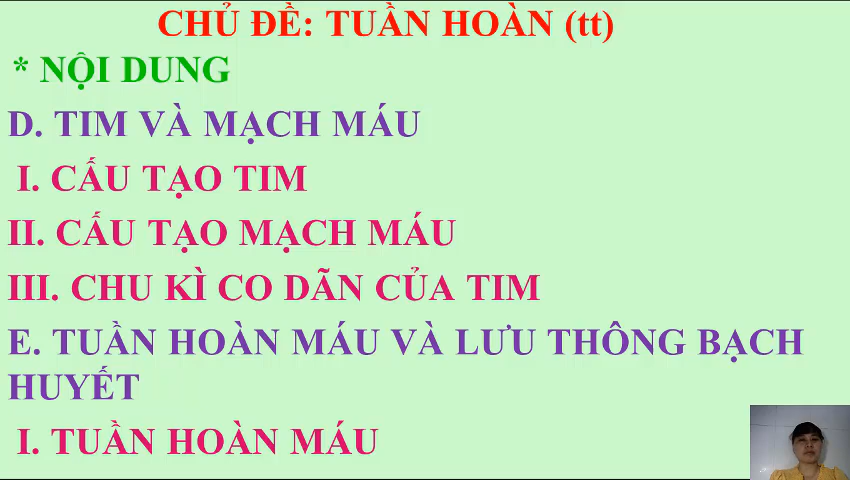 CHỦ ĐỀ: TUẦN HOÀN (tt)
* NỘI DUNG
D. TIM VÀ MẠCH MÁU
I. CẤU TẠO TIM
II. CẤU TẠO MẠCH MÁU
III. CHU KÌ CO DÃN CỦA TIM
E. TUẦN HOÀN MÁU VÀ LƯU THÔNG BẠCH
HUYẾT
I. TUẦN HOÀN MÁU